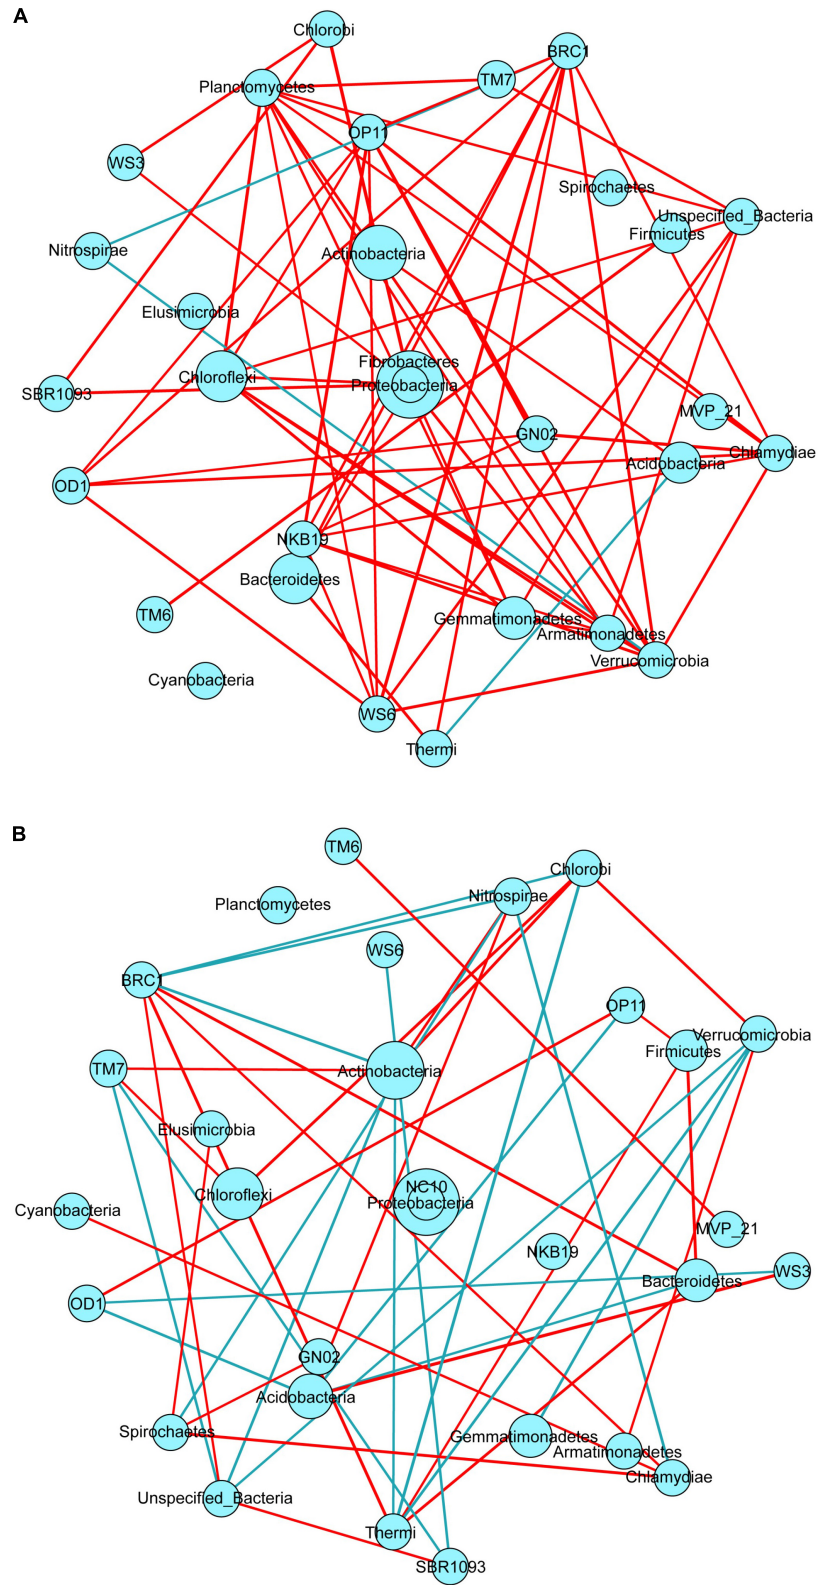 A
Chlorobi
BRC1
TM7
Planctomycetes
OP11
WS3
Spirochaetes
Unspecified_Bacteria
Firmicutes
Nitrospirae
Actinobacteria
Elusimicrobia
Fibrobacteres
Chloroflexi
Proteobacteria
SBR1093
MVP_21
GN02
Chlamydiae
Acidobacteria
OD1
NKB19
Bacteroidetes
TM6
Gemmatimonadetes
Armatimonadetes
Verrucomicrobia
Cyanobacteria
WS6
Thermi
B
TM6
Chlorobi
Nitrospirae
Planctomycetes
WS6
BRC1
OP11
Verrucomicrobia
Firmicutes
TM7
Actinobacteria
Elusimicrobia
NC10
Chloroflexi
Proteobacteria
Cyanobacteria
MVP_21
NKB19
WS3
Bacteroidetes
OD1
GN02
Acidobacteria
Spirochaetes
Gemmatimonadetes
Armatimonadetes
Chlamydiae
Unspecified_Bacteria
Thermi
SBR1093